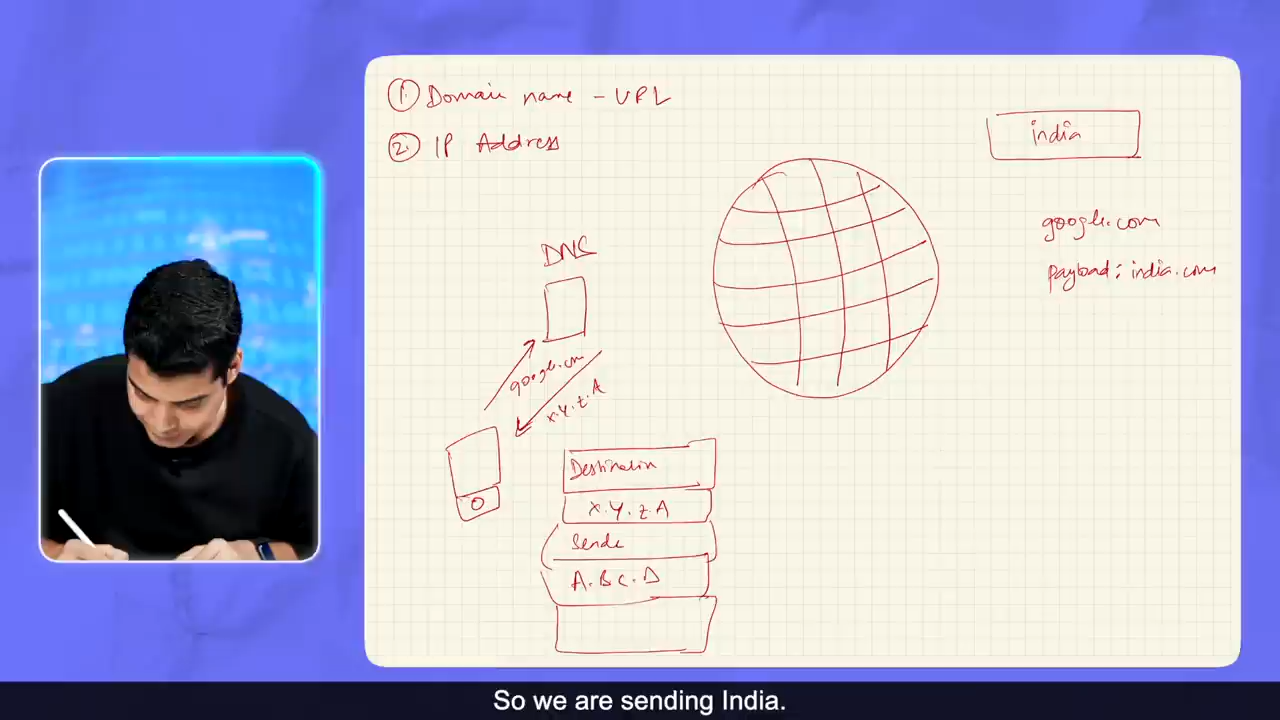 1. Domain name - URL
2. IP Address
india
google.com
payload: india.com
DNS
google.com
X.Y.Z.A
Destination
X.Y.Z.A
Sende
A.B.C.D
So we are sending India.